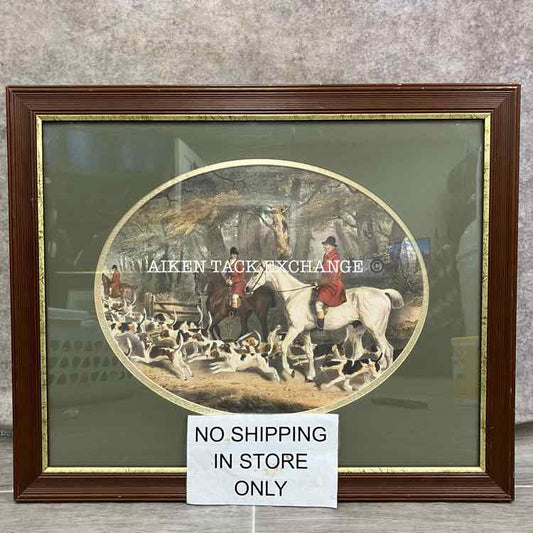 AIKEN TACK EXCHANGE ©
NO SHIPPING
IN STORE
ONLY